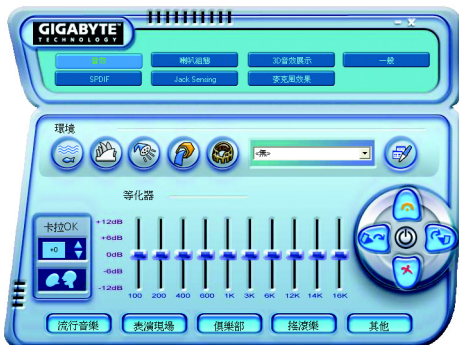 GIGABYTE
TECHNOLOGY
音效 喇叭組態 3D音效展示 一般
SPDIF Jack Sensing 麥克風效果
環境
<無>
等化器
卡拉OK
+0
+12dB
+6dB
0dB
-6dB
-12dB
100 200 400 600 1K 3K 6K 12K 14K 16K
流行音樂 表演現場 俱樂部 搖滾樂 其他